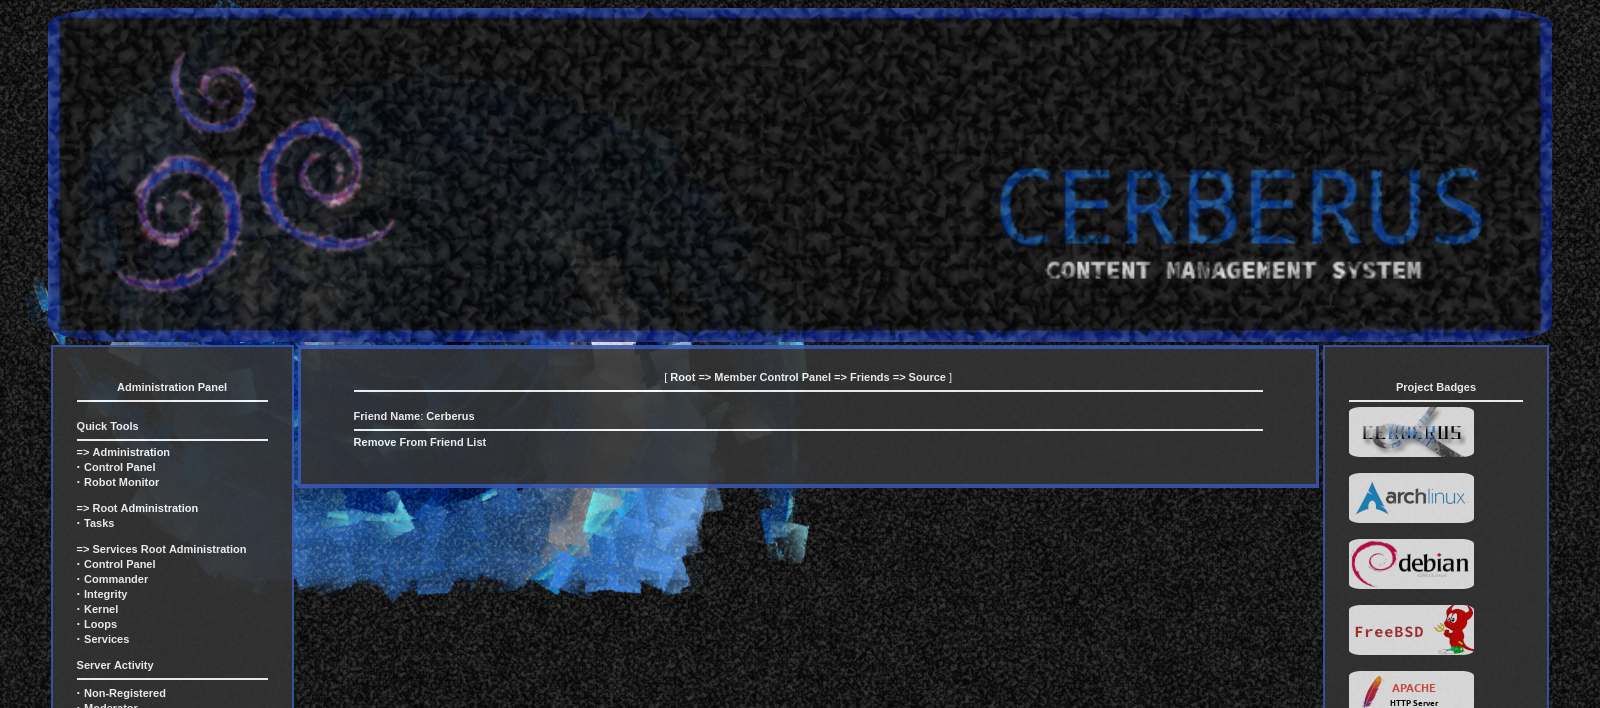 CERBERUS
CONTENT MANAGEMENT SYSTEM
Administration Panel
Quick Tools
=> Administration
· Control Panel
· Robot Monitor
=> Root Administration
· Tasks
=> Services Root Administration
· Control Panel
· Commander
· Integrity
· Kernel
· Loops
· Services
Server Activity
· Non-Registered
· Moderator
[ Root => Member Control Panel => Friends => Source ]
Friend Name: Cerberus
Remove From Friend List
Project Badges
CERBERUS
archlinux
debian
FreeBSD
APACHE
HTTP Server